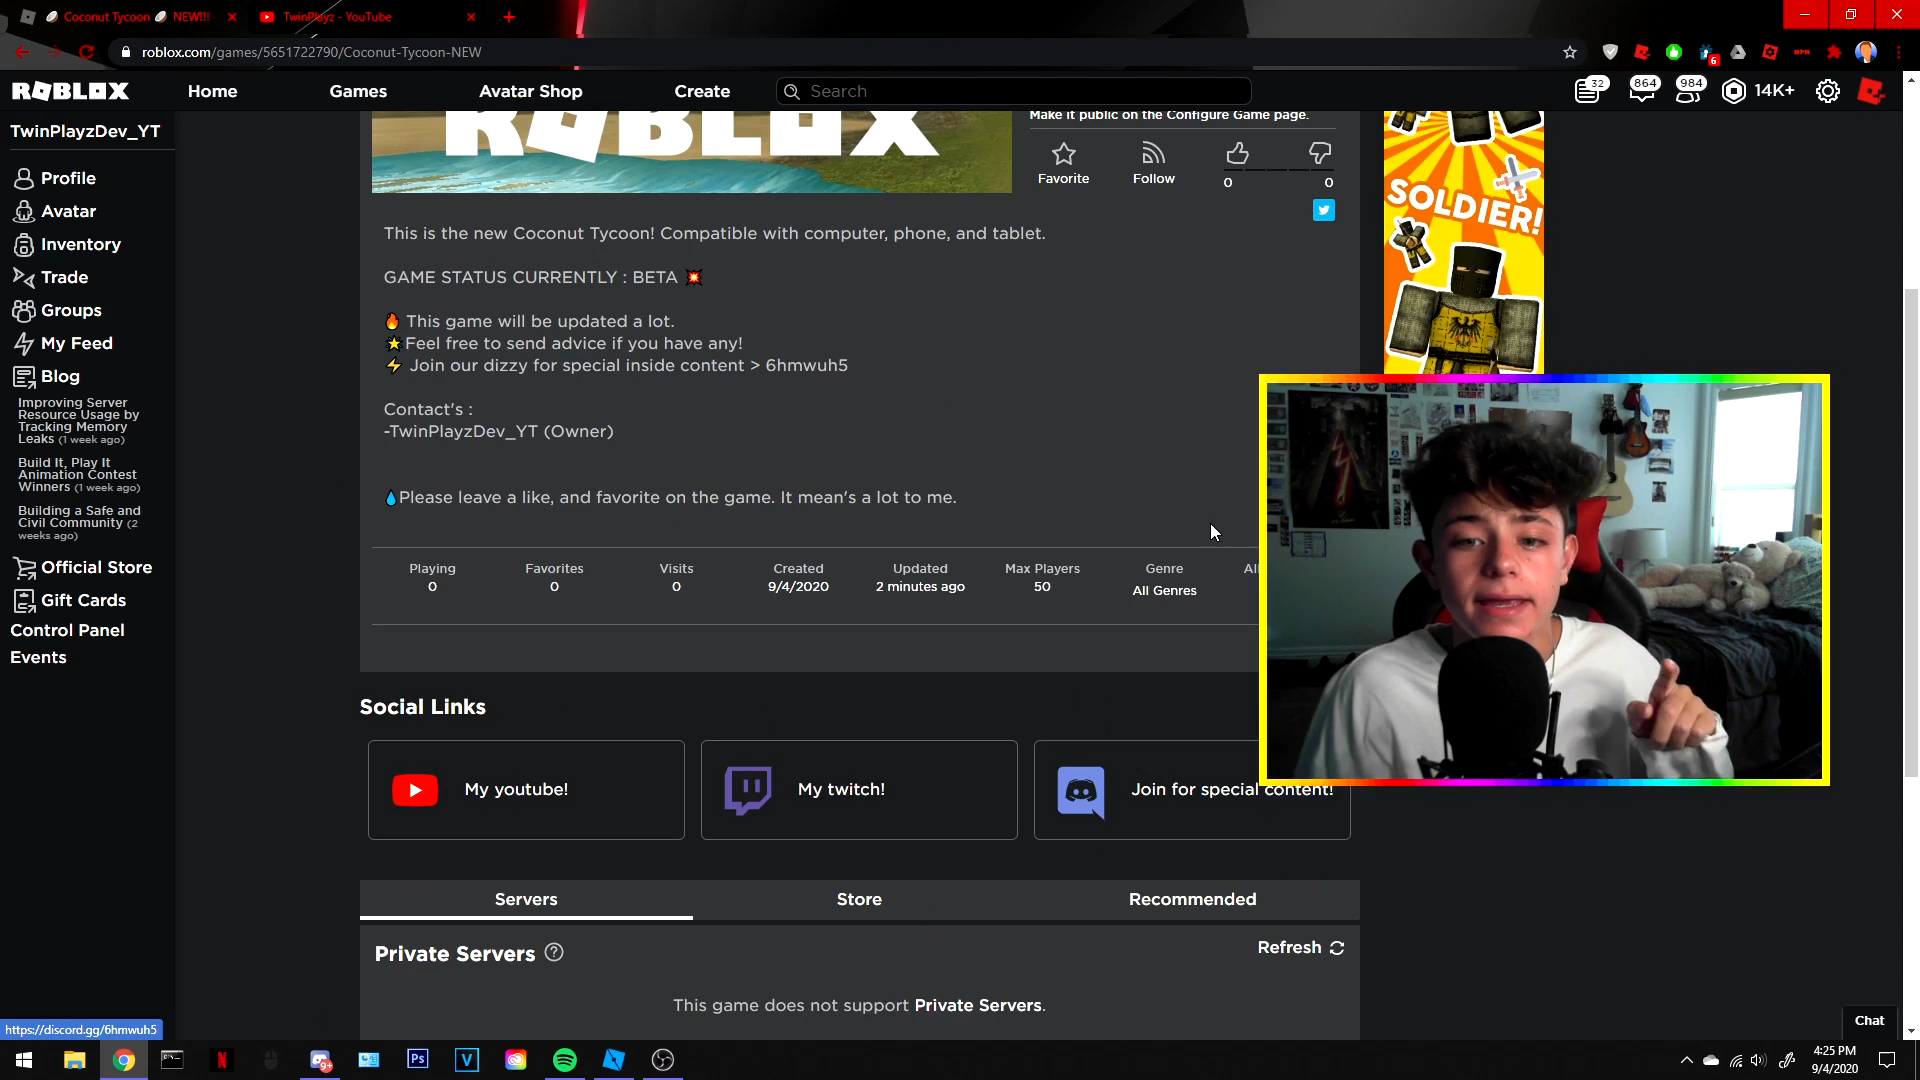 Coconut Tycoon NEW!!!
TwinPlayz - YouTube
roblox.com/games/5651722790/Coconut-Tycoon-NEW
6
ROBLOX
Home
Games
Avatar Shop
Create
Search
32
864
984
14K+
TwinPlayzDev_YT
Profile
Avatar
Inventory
Trade
Groups
My Feed
Blog
Improving Server
Resource Usage by
Tracking Memory
Leaks (1 week ago)
Build It, Play It
Animation Contest
Winners (1 week ago)
Building a Safe and
Civil Community (2
weeks ago)
Official Store
Gift Cards
Control Panel
Events
ROBLOX
Make it public on the Configure Game page.
Favorite
Follow
0
0
This is the new Coconut Tycoon! Compatible with computer, phone, and tablet.
GAME STATUS CURRENTLY : BETA 💥
🔥 This game will be updated a lot.
🌟Feel free to send advice if you have any!
⚡ Join our dizzy for special inside content > 6hmwuh5
Contact's :
-TwinPlayzDev_YT (Owner)
💧Please leave a like, and favorite on the game. It mean's a lot to me.
Playing
0
Favorites
0
Visits
0
Created
9/4/2020
Updated
2 minutes ago
Max Players
50
Genre
All Genres
All
SOLDIER!
Social Links
My youtube!
My twitch!
Join for special content!
Servers
Store
Recommended
Private Servers
Refresh
This game does not support Private Servers.
Chat
https://discord.gg/6hmwuh5
N
9+
Ps
V
4:25 PM
9/4/2020